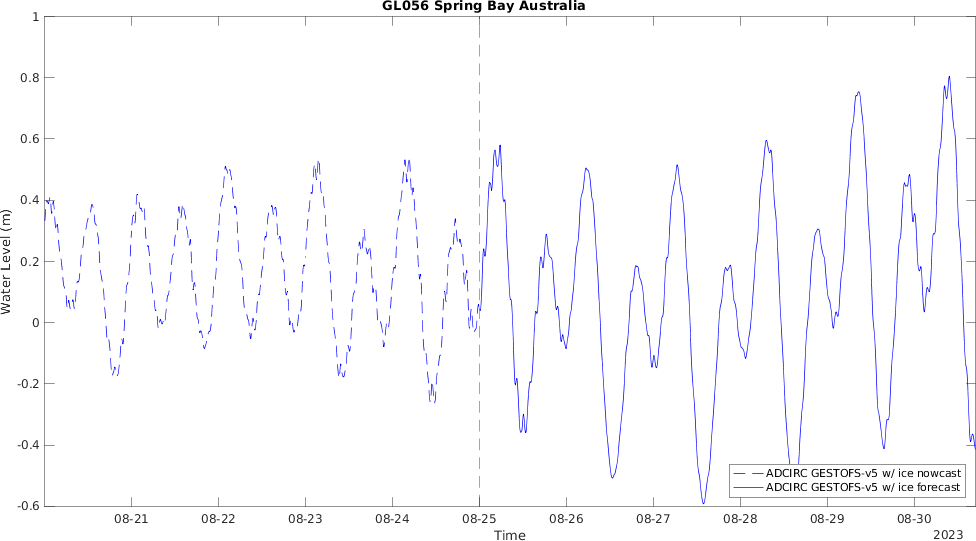 GL056 Spring Bay Australia
1
0.8
0.6
0.4
0.2
0
-0.2
-0.4
-0.6
Water Level (m)
ADCIRC GESTOFS-v5 w/ ice nowcast
ADCIRC GESTOFS-v5 w/ ice forecast
08-21 08-22 08-23 08-24 08-25 08-26 08-27 08-28 08-29 08-30
Time
2023